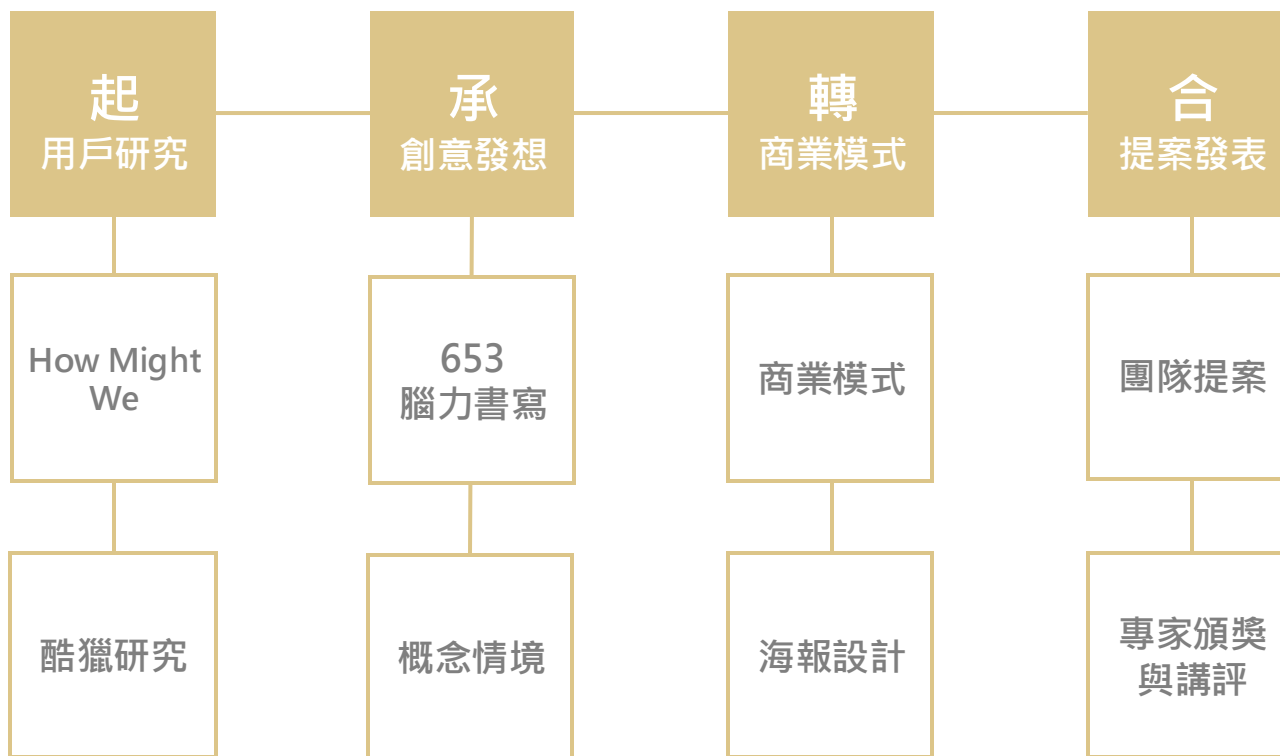 起
用戶研究
承
創意發想
轉
商業模式
合
提案發表
How Might
We
653
腦力書寫
商業模式
團隊提案
酷獵研究
概念情境
海報設計
專家頒獎
與講評